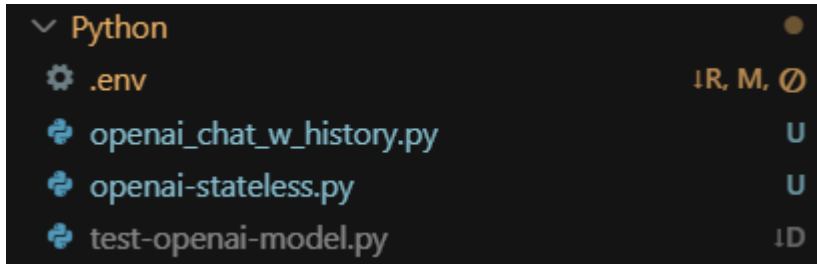 Python
.env ↓R, M, ⊘
openai_chat_w_history.py U
openai-stateless.py U
test-openai-model.py ↓D